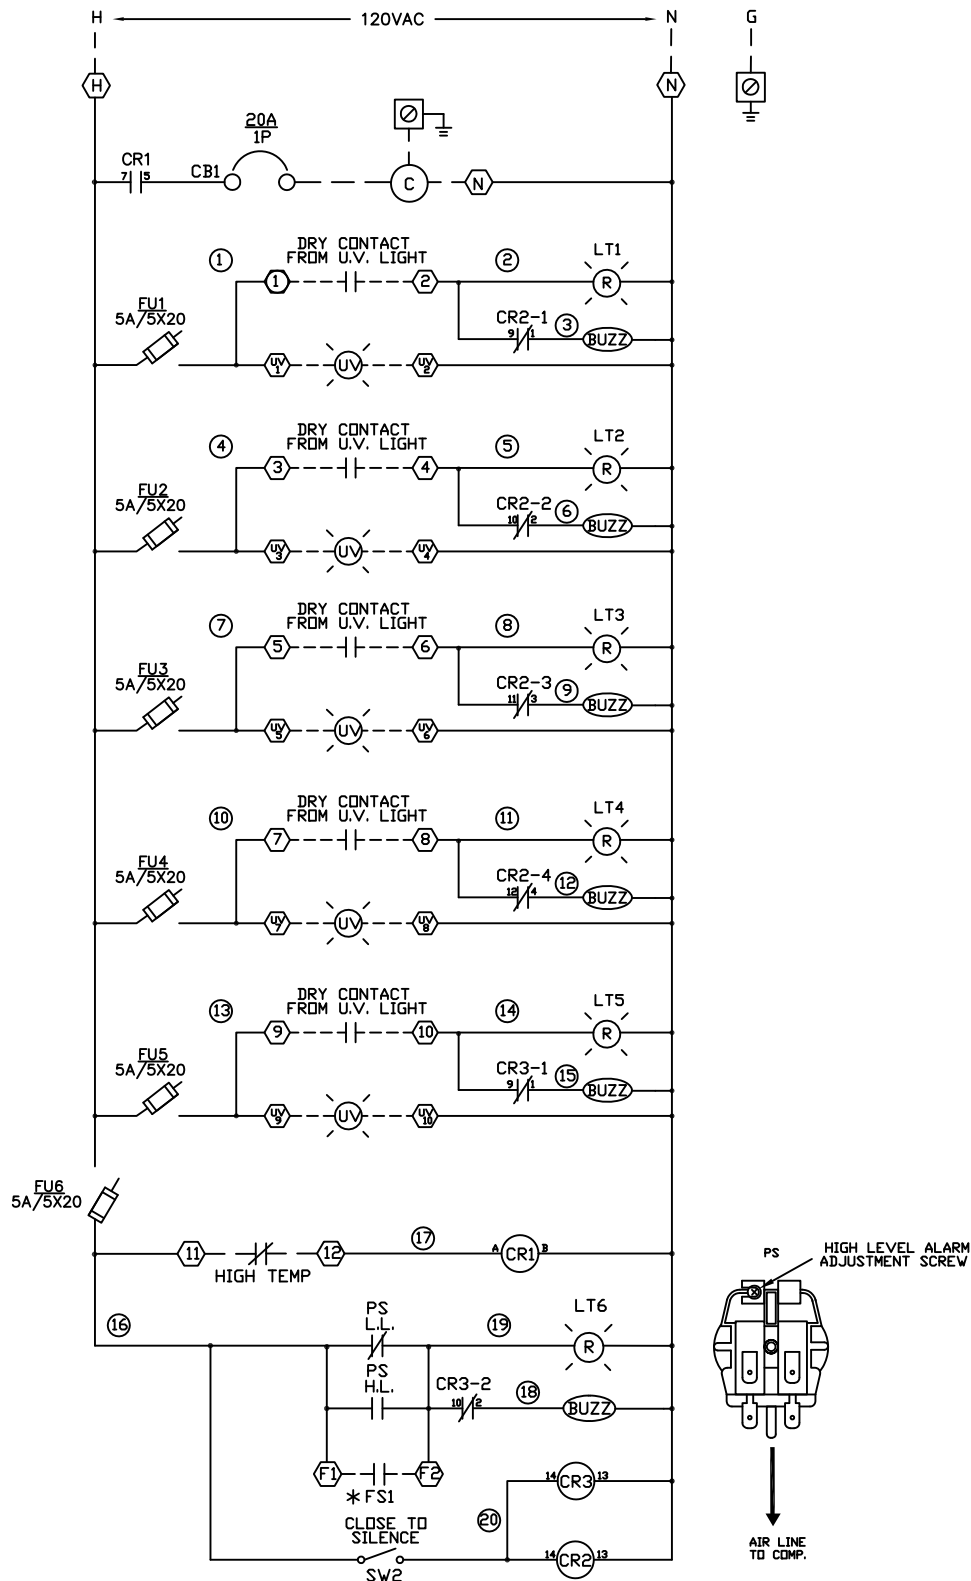 H 120VAC N G
H N
20A
1P
CR1
7 5 CB1 C N
DRY CONTACT LT1
1 FROM U.V. LIGHT 2
1 2 R
FU1
5A/5X20
CR2-1 3
9 1 BUZZ
UV 1 UV UV 2
DRY CONTACT LT2
4 FROM U.V. LIGHT 5
3 4 R
FU2
5A/5X20
CR2-2 6
10 2 BUZZ
UV 3 UV UV 4
DRY CONTACT LT3
7 FROM U.V. LIGHT 8
5 6 R
FU3
5A/5X20
CR2-3 9
11 3 BUZZ
UV 5 UV UV 6
DRY CONTACT LT4
10 FROM U.V. LIGHT 11
7 8 R
FU4
5A/5X20
CR2-4 12
12 4 BUZZ
UV 7 UV UV 8
DRY CONTACT LT5
13 FROM U.V. LIGHT 14
9 10 R
FU5
5A/5X20
CR3-1 15
9 1 BUZZ
UV 9 UV UV 10
FU6
5A/5X20
17
11 12 A CR1 B
HIGH TEMP
PS
L.L. LT6
16 19
R
PS
H.L. CR3-2 18
10 2 BUZZ
F1 F2
* FS1
14 CR3 13
CLOSE TO
SILENCE 20
14 CR2 13
SW2
PS HIGH LEVEL ALARM
ADJUSTMENT SCREW
AIR LINE
TO COMP.